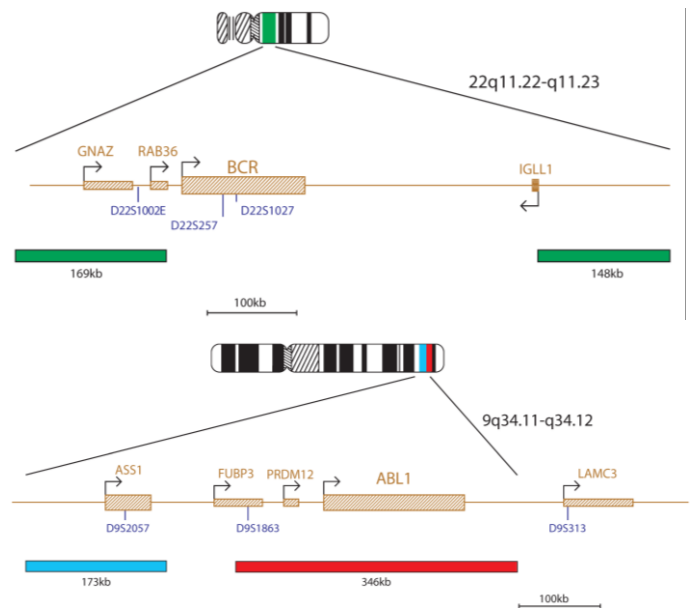 22q11.22-q11.23
GNAZ RAB36 BCR IGLL1
D22S1002E D22S1027
D22S257
169kb 148kb
100kb
9q34.11-q34.12
ASS1 FUBP3 PRDM12 ABL1 LAMC3
D9S2057 D9S1863 D9S313
173kb 346kb
100kb